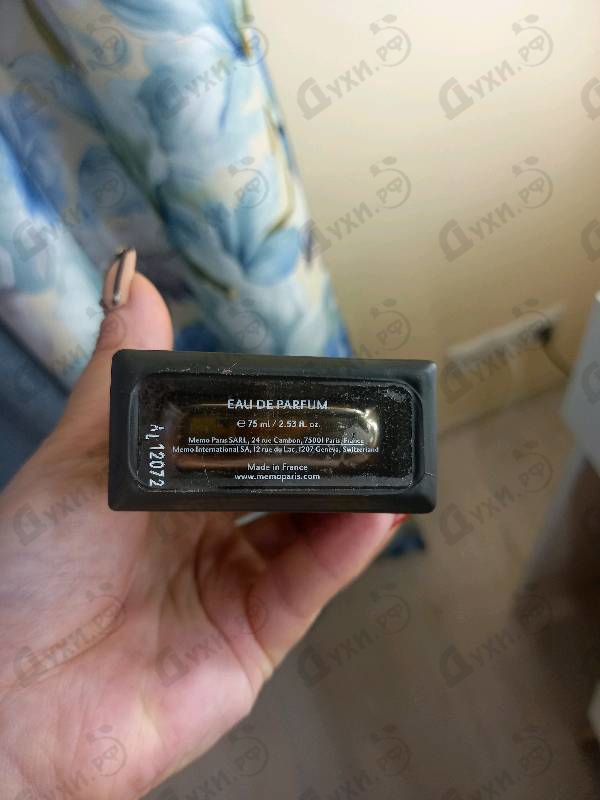 EAU DE PARFUM
℮ 75 ml / 2.53 fl. oz.
Memo Paris SARL, 24 rue Cambon, 75001 Paris, France
Memo International SA, 12 rue du Lac, 1207 Geneva, Switzerland
Made in France
www.memoparis.com
AL 12072
Духи.рф